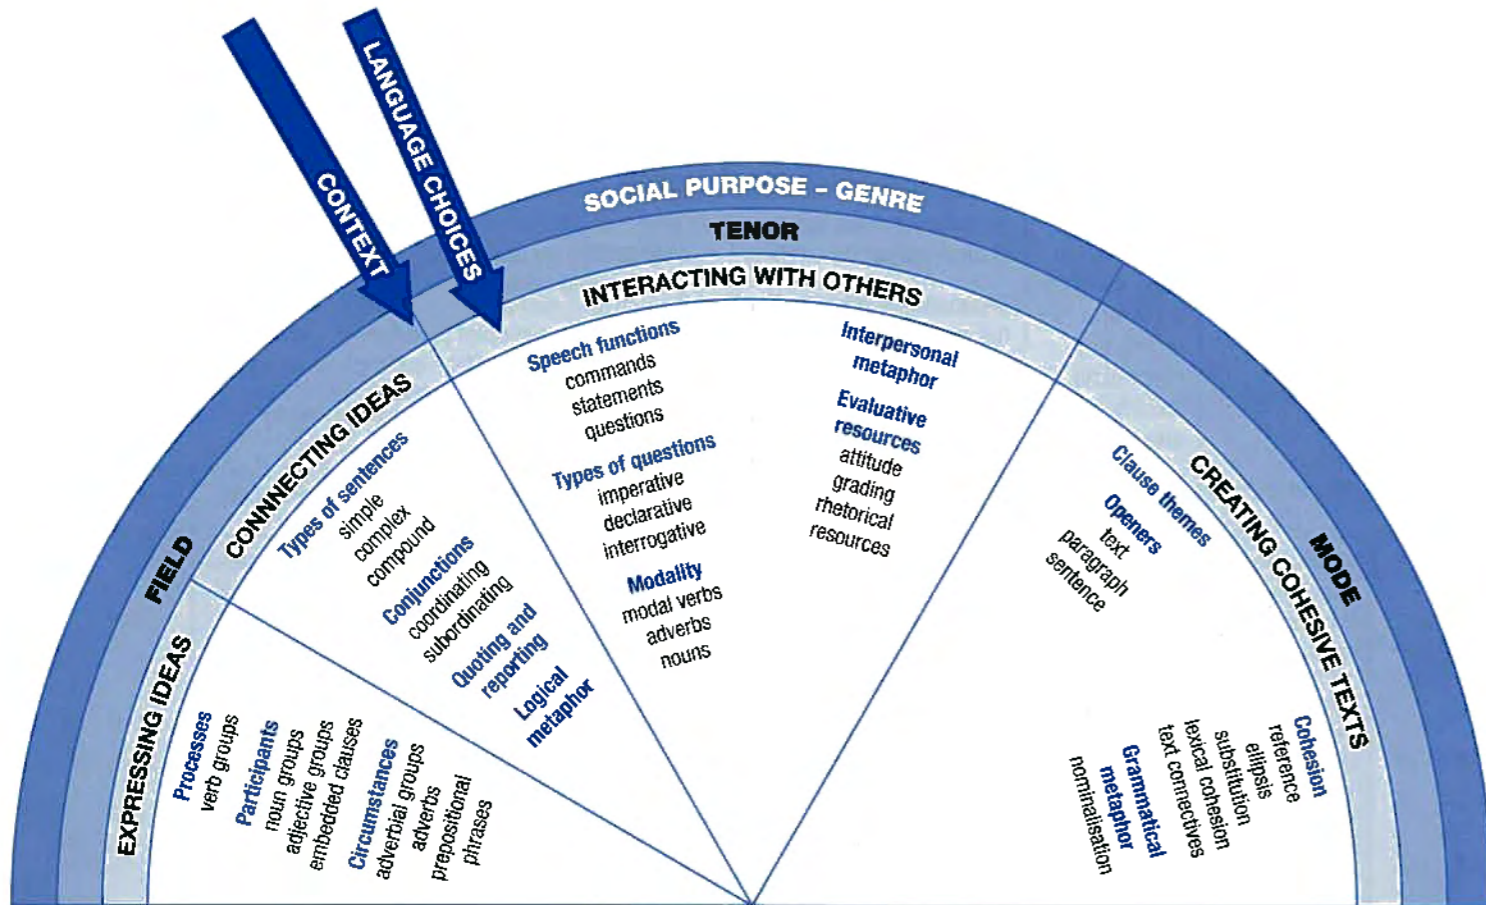 CONTEXT
LANGUAGE CHOICES
SOCIAL PURPOSE – GENRE
TENOR
INTERACTING WITH OTHERS
FIELD
EXPRESSING IDEAS
Processes
verb groups
Participants
noun groups
adjective groups
embedded clauses
Circumstances
adverbial groups
adverbs
prepositional
phrases
CONNNECTING IDEAS
Types of sentences
simple
complex
compound
Conjunctions
coordinating
subordinating
Quoting and
reporting
Logical
metaphor
Speech functions
commands
statements
questions
Types of questions
imperative
declarative
interrogative
Modality
modal verbs
adverbs
nouns
Interpersonal
metaphor
Evaluative
resources
attitude
grading
rhetorical
resources
MODE
CREATING COHESIVE TEXTS
Clause themes
Openers
text
paragraph
sentence
Cohesion
reference
ellipsis
substitution
lexical cohesion
text connectives
Grammatical
metaphor
nominalisation